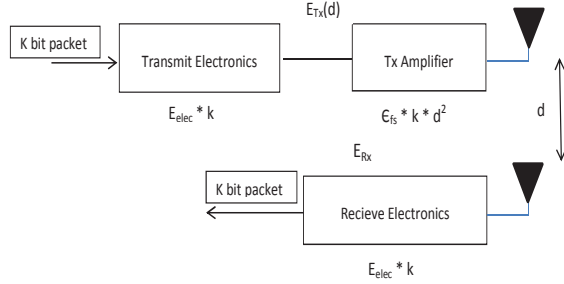 E_Tx(d)
K bit packet
Transmit Electronics
Tx Amplifier
E_elec * k
Є_fs * k * d^2
d
E_Rx
K bit packet
Recieve Electronics
E_elec * k